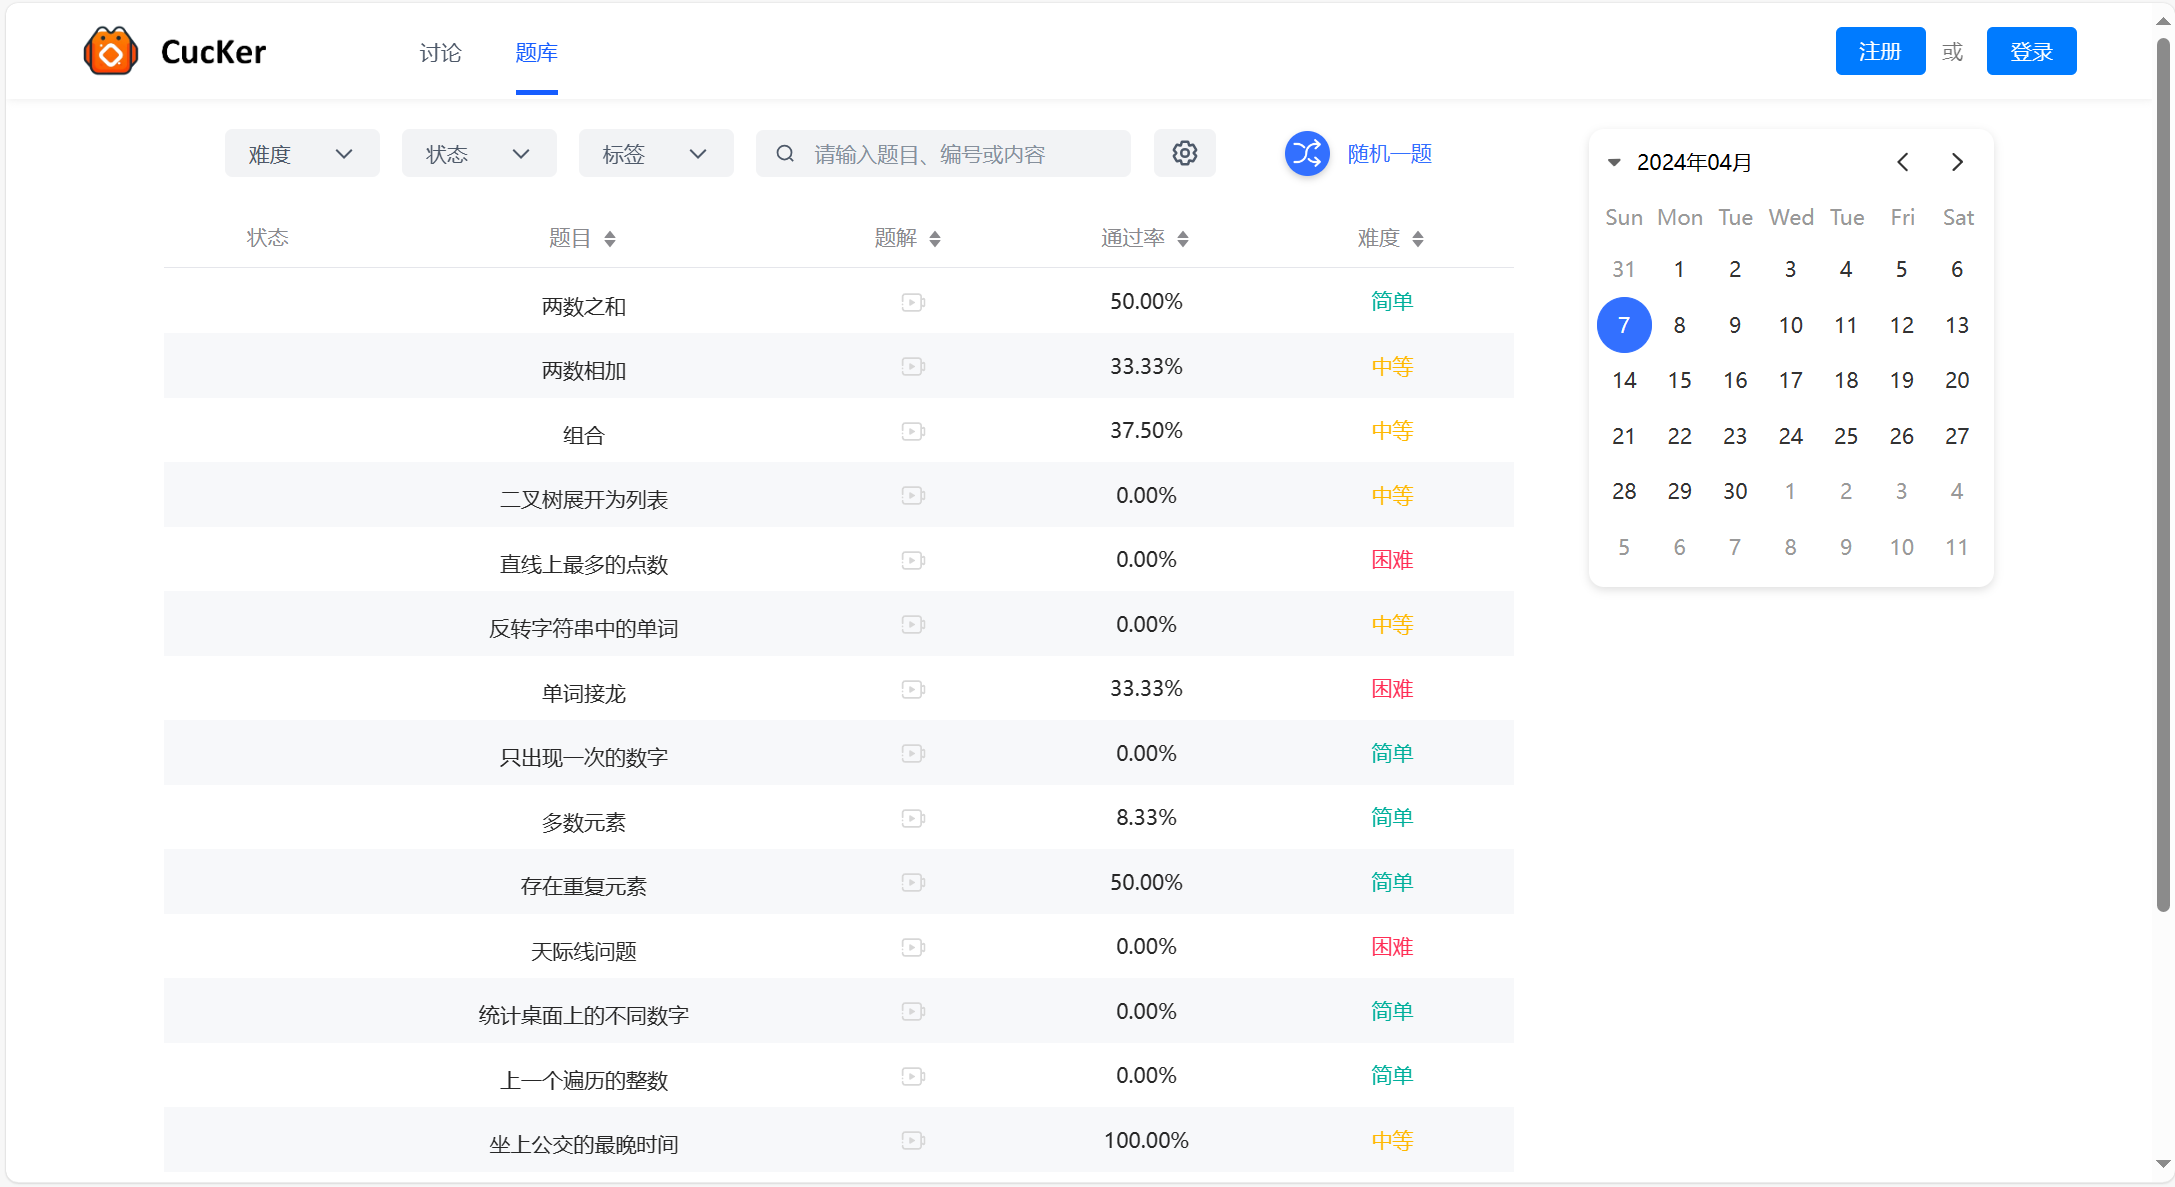 CucKer 讨论 题库 注册 或 登录
难度 状态 标签 请输入题目、编号或内容 随机一题
状态 题目 题解 通过率 难度
两数之和 50.00% 简单
两数相加 33.33% 中等
组合 37.50% 中等
二叉树展开为列表 0.00% 中等
直线上最多的点数 0.00% 困难
反转字符串中的单词 0.00% 中等
单词接龙 33.33% 困难
只出现一次的数字 0.00% 简单
多数元素 8.33% 简单
存在重复元素 50.00% 简单
天际线问题 0.00% 困难
统计桌面上的不同数字 0.00% 简单
上一个遍历的整数 0.00% 简单
坐上公交的最晚时间 100.00% 中等
2024年04月
Sun Mon Tue Wed Tue Fri Sat
31 1 2 3 4 5 6
7 8 9 10 11 12 13
14 15 16 17 18 19 20
21 22 23 24 25 26 27
28 29 30 1 2 3 4
5 6 7 8 9 10 11